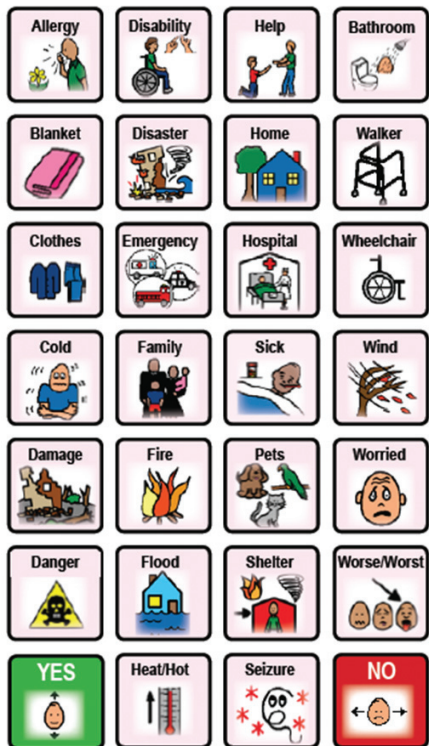 Allergy
Disability
Help
Bathroom
Blanket
Disaster
Home
Walker
Clothes
Emergency
Hospital
Wheelchair
Cold
Family
Sick
Wind
Damage
Fire
Pets
Worried
Danger
Flood
Shelter
Worse/Worst
YES
Heat/Hot
Seizure
NO